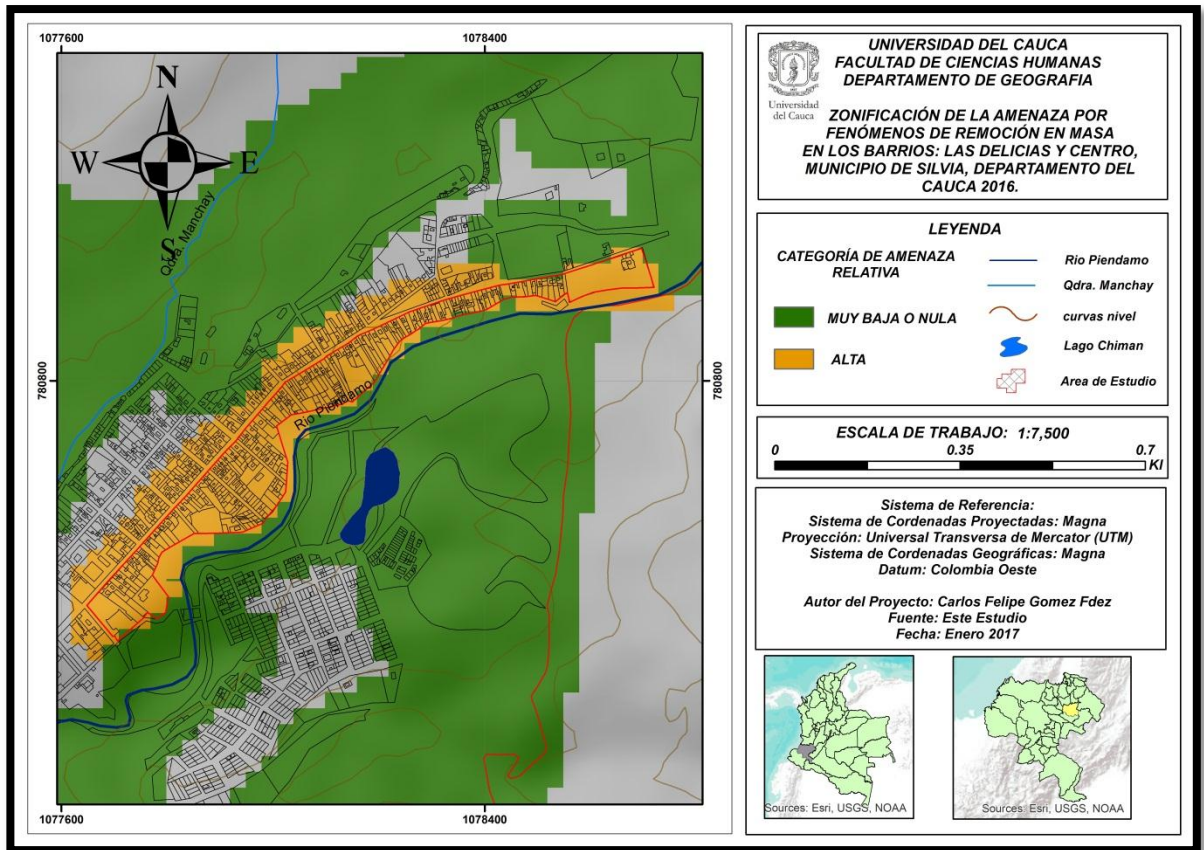 1077600
1078400
N
W
E
S
Qdra. Manchay
Rio Piendamo
780800
780800
1077600
1078400
Universidad
del Cauca
UNIVERSIDAD DEL CAUCA
FACULTAD DE CIENCIAS HUMANAS
DEPARTAMENTO DE GEOGRAFIA
ZONIFICACIÓN DE LA AMENAZA POR
FENÓMENOS DE REMOCIÓN EN MASA
EN LOS BARRIOS: LAS DELICIAS Y CENTRO,
MUNICIPIO DE SILVIA, DEPARTAMENTO DEL
CAUCA 2016.
LEYENDA
CATEGORÍA DE AMENAZA
RELATIVA
MUY BAJA O NULA
ALTA
Rio Piendamo
Qdra. Manchay
curvas nivel
Lago Chiman
Area de Estudio
ESCALA DE TRABAJO: 1:7,500
0 0.35 0.7
Kl
Sistema de Referencia:
Sistema de Cordenadas Proyectadas: Magna
Proyección: Universal Transversa de Mercator (UTM)
Sistema de Cordenadas Geográficas: Magna
Datum: Colombia Oeste
Autor del Proyecto: Carlos Felipe Gomez Fdez
Fuente: Este Estudio
Fecha: Enero 2017
Sources: Esri, USGS, NOAA
Sources: Esri, USGS, NOAA